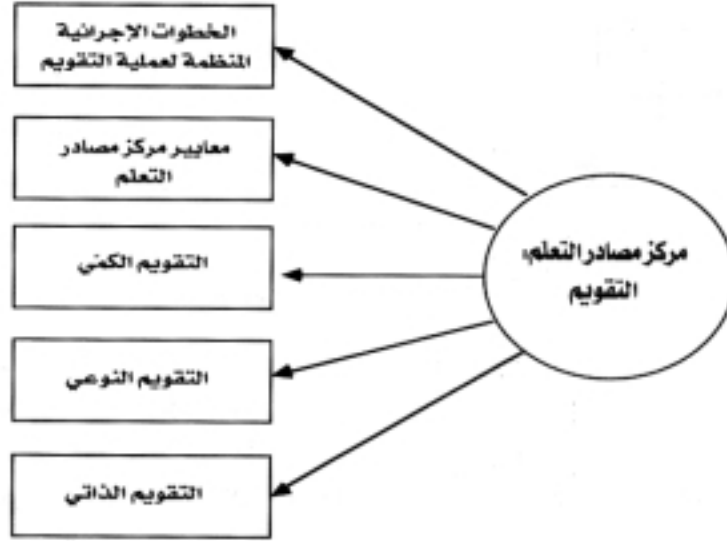 الخطوات الإجرائية
المنظمة لعملية التقويم
معايير مركز مصادر
التعلم
مركز مصادر التعلم:
التقويم
التقويم الكمي
التقويم النوعي
التقويم الذاتي